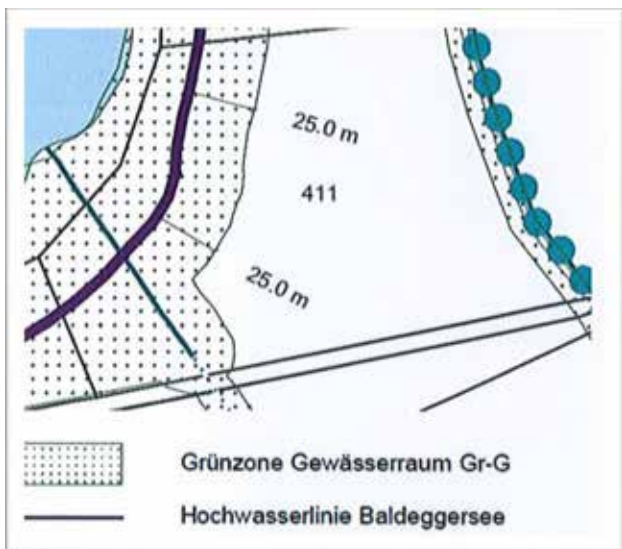 25.0 m
411
25.0 m
Grünzone Gewässerraum Gr-G
Hochwasserlinie Baldeggersee